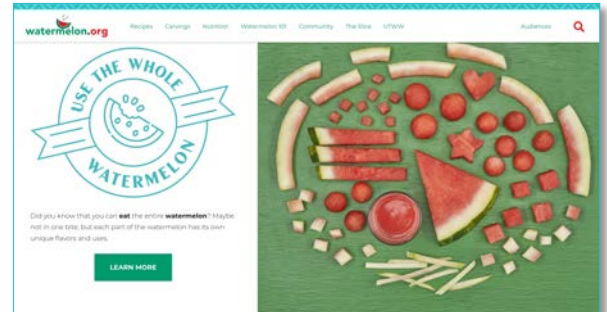 watermelon.org
Recipes Carvings Nutrition Watermelon 101 Community The Slice UTWW Audiences
USE THE WHOLE
WATERMELON
Did you know that you can eat the entire watermelon? Maybe
not in one bite, but each part of the watermelon has its own
unique flavors and uses.
LEARN MORE